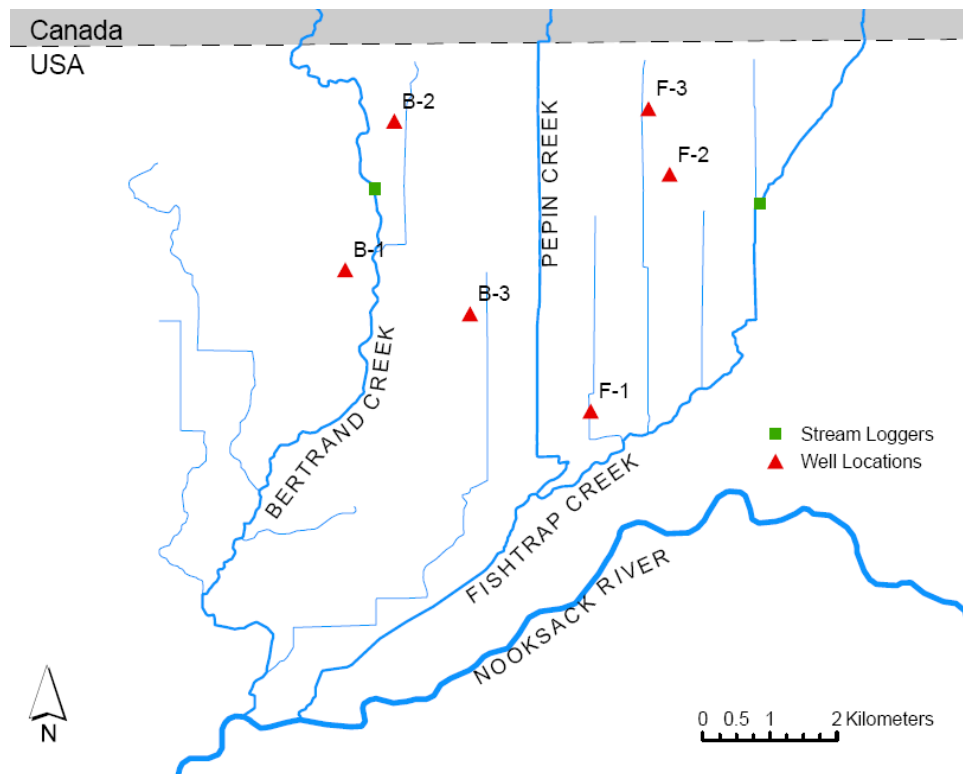 Canada
USA
B-2
F-3
F-2
PEPIN CREEK
B-1
B-3
F-1
BERTRAND CREEK
Stream Loggers
Well Locations
FISHTRAP CREEK
NOOKSACK RIVER
N
0 0.5 1 2 Kilometers